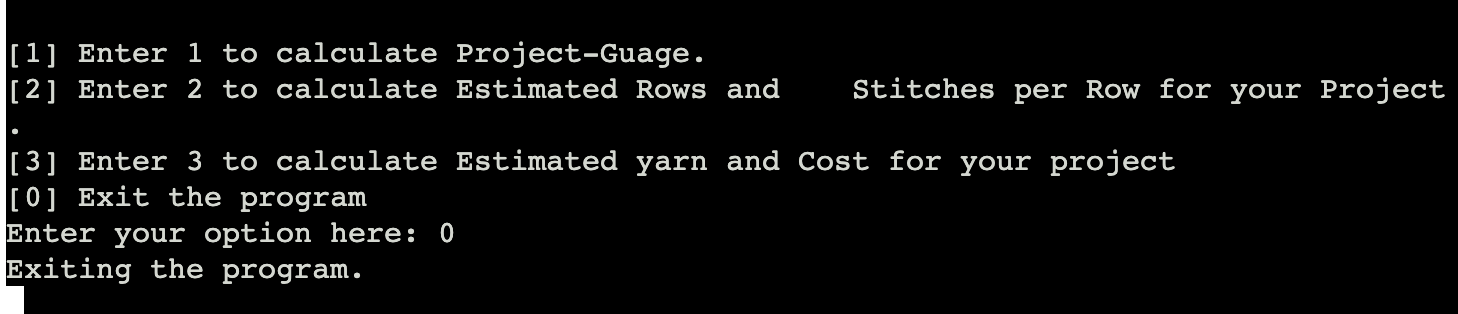 [1] Enter 1 to calculate Project-Guage.
[2] Enter 2 to calculate Estimated Rows and    Stitches per Row for your Project
.
[3] Enter 3 to calculate Estimated yarn and Cost for your project
[0] Exit the program
Enter your option here: 0
Exiting the program.